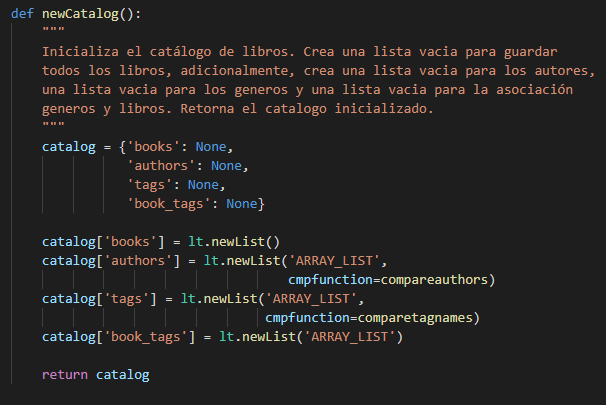 def newCatalog():
    """
    Inicializa el catálogo de libros. Crea una lista vacia para guardar
    todos los libros, adicionalmente, crea una lista vacia para los autores,
    una lista vacia para los generos y una lista vacia para la asociación
    generos y libros. Retorna el catalogo inicializado.
    """
    catalog = {'books': None,
               'authors': None,
               'tags': None,
               'book_tags': None}

    catalog['books'] = lt.newList()
    catalog['authors'] = lt.newList('ARRAY_LIST',
                                    cmpfunction=compareauthors)
    catalog['tags'] = lt.newList('ARRAY_LIST',
                                 cmpfunction=comparetagnames)
    catalog['book_tags'] = lt.newList('ARRAY_LIST')

    return catalog